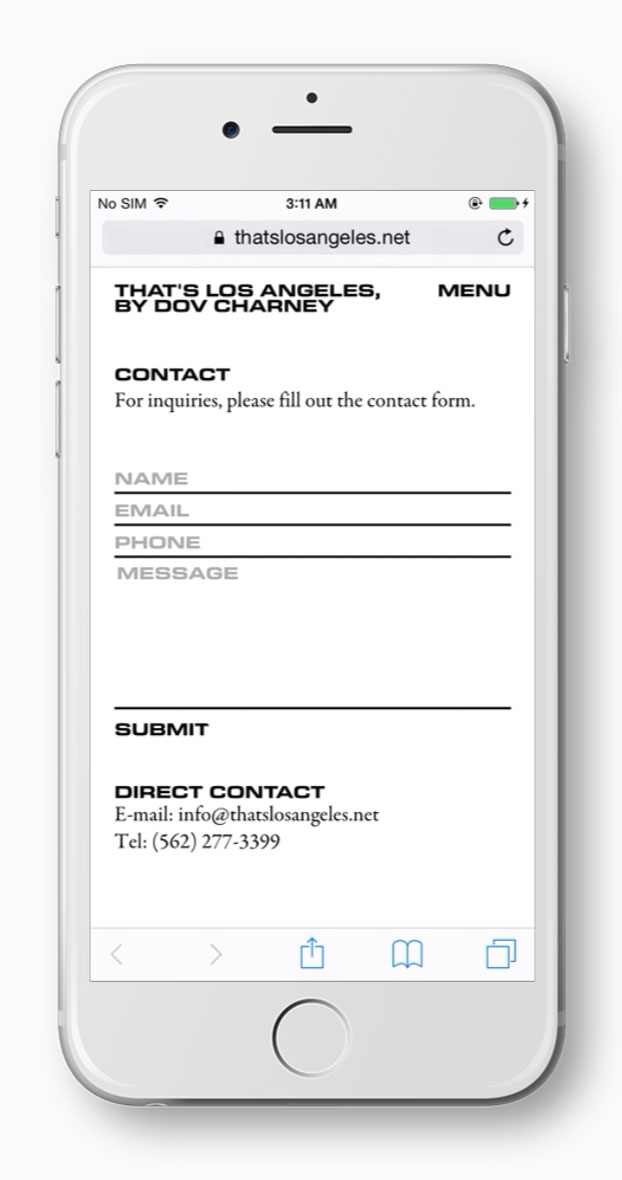 No SIM 3:11 AM
thatslosangeles.net
THAT'S LOS ANGELES, MENU
BY DOV CHARNEY
CONTACT
For inquiries, please fill out the contact form.
NAME
EMAIL
PHONE
MESSAGE
SUBMIT
DIRECT CONTACT
E-mail: info@thatslosangeles.net
Tel: (562) 277-3399